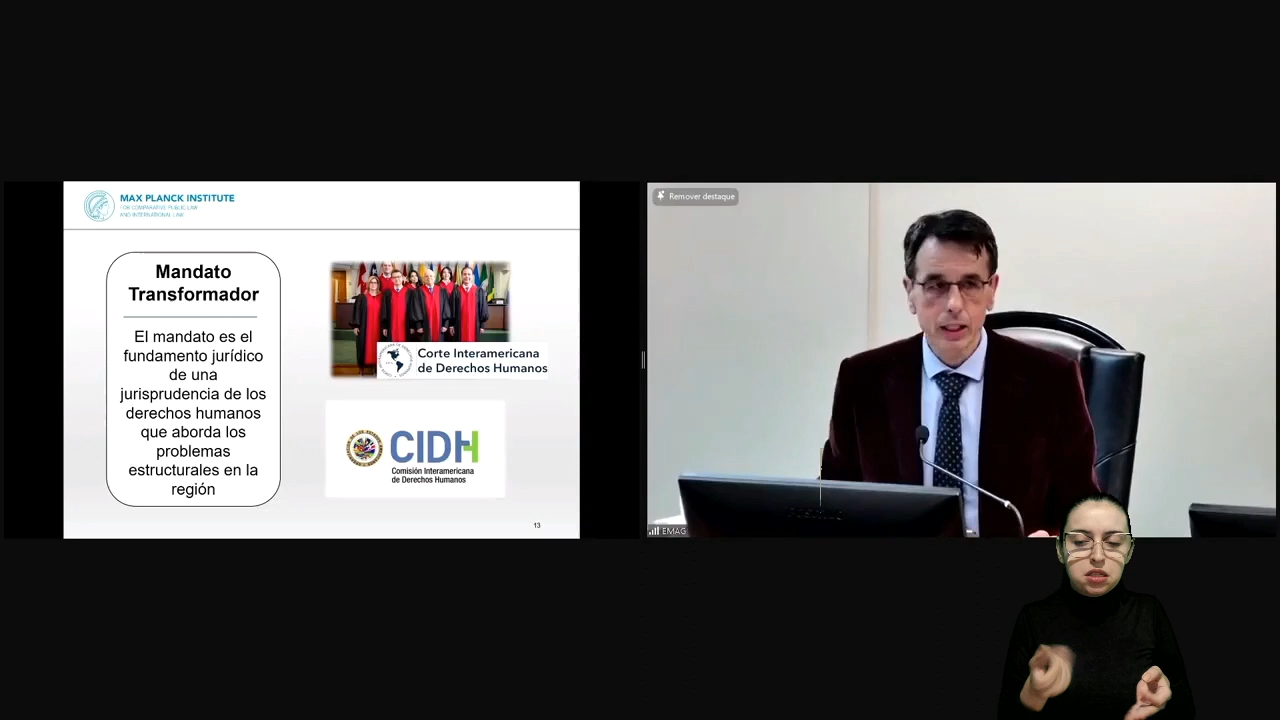 MAX PLANCK INSTITUTE
FOR COMPARATIVE PUBLIC LAW
AND INTERNATIONAL LAW
Mandato
Transformador
El mandato es el
fundamento jurídico
de una
jurisprudencia de los
derechos humanos
que aborda los
problemas
estructurales en la
región
Corte Interamericana
de Derechos Humanos
CIDH
Comisión Interamericana
de Derechos Humanos
13
Remover destaque
EMAG